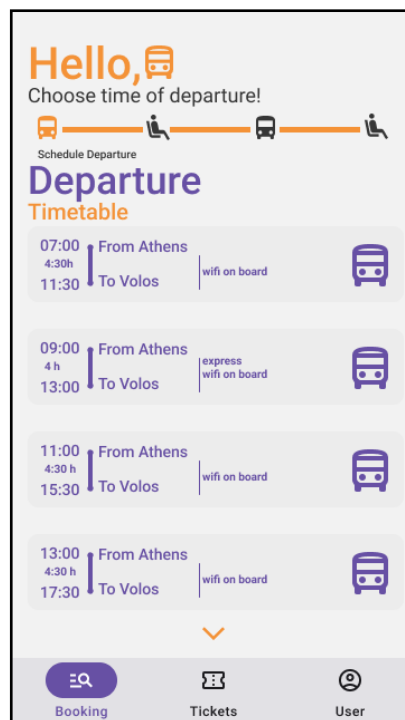 Hello,
Choose time of departure!
Schedule Departure
Departure
Timetable
07:00 From Athens
4:30h
wifi on board
11:30 To Volos
09:00 From Athens
express
4 h
wifi on board
13:00 To Volos
11:00 From Athens
4:30 h
wifi on board
15:30 To Volos
13:00 From Athens
4:30 h
wifi on board
17:30 To Volos
Booking Tickets User